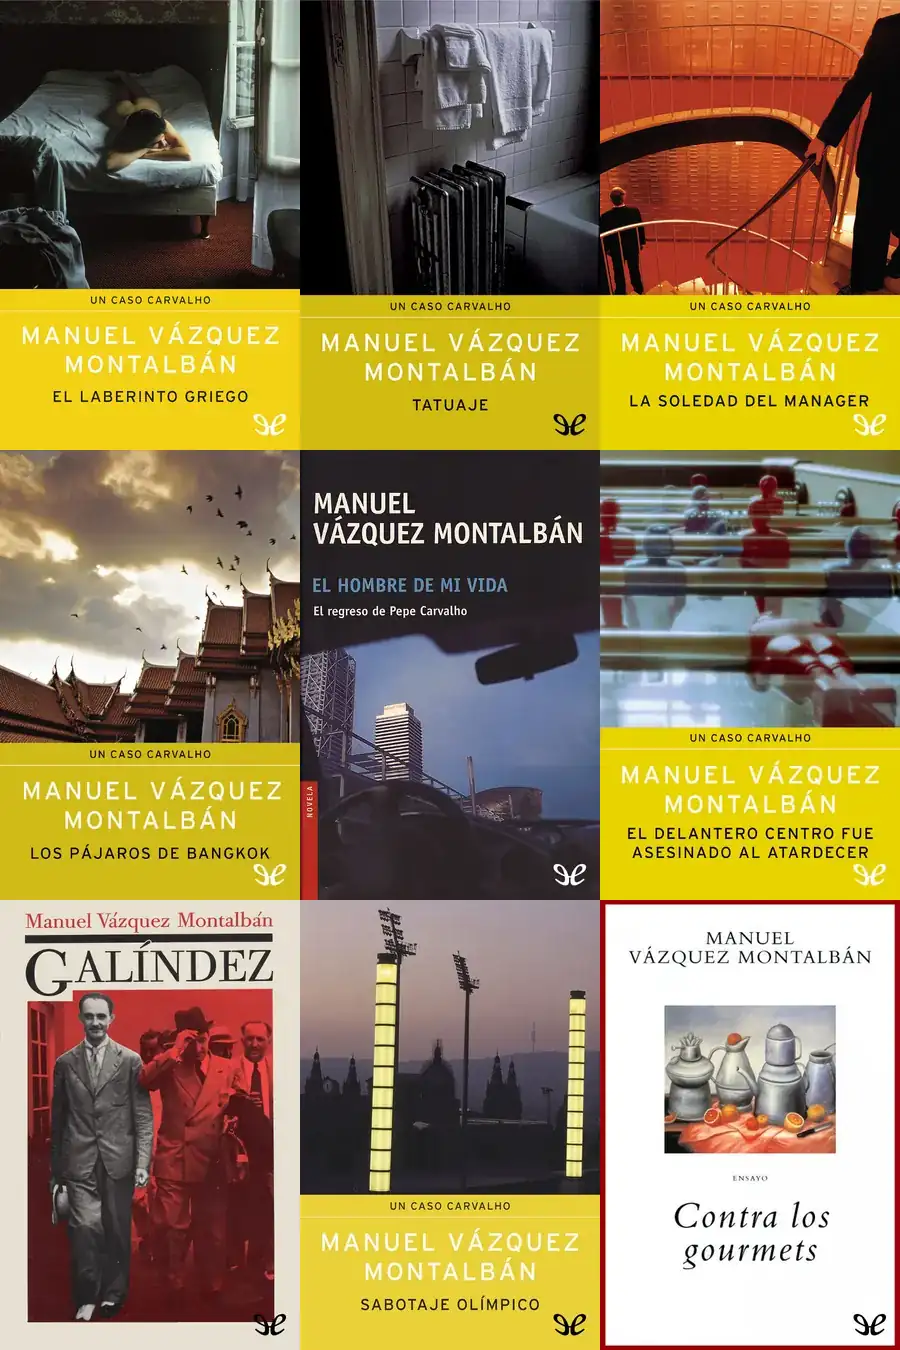 UN CASO CARVALHO
MANUEL VÁZQUEZ
MONTALBÁN
EL LABERINTO GRIEGO
UN CASO CARVALHO
MANUEL VÁZQUEZ
MONTALBÁN
TATUAJE
UN CASO CARVALHO
MANUEL VÁZQUEZ
MONTALBÁN
LA SOLEDAD DEL MANAGER
UN CASO CARVALHO
MANUEL VÁZQUEZ
MONTALBÁN
LOS PÁJAROS DE BANGKOK
MANUEL
VÁZQUEZ MONTALBÁN
EL HOMBRE DE MI VIDA
El regreso de Pepe Carvalho
NOVELA
UN CASO CARVALHO
MANUEL VÁZQUEZ
MONTALBÁN
EL DELANTERO CENTRO FUE
ASESINADO AL ATARDECER
Manuel Vázquez Montalbán
GALÍNDEZ
UN CASO CARVALHO
MANUEL VÁZQUEZ
MONTALBÁN
SABOTAJE OLÍMPICO
MANUEL
VÁZQUEZ MONTALBÁN
ENSAYO
Contra los
gourmets